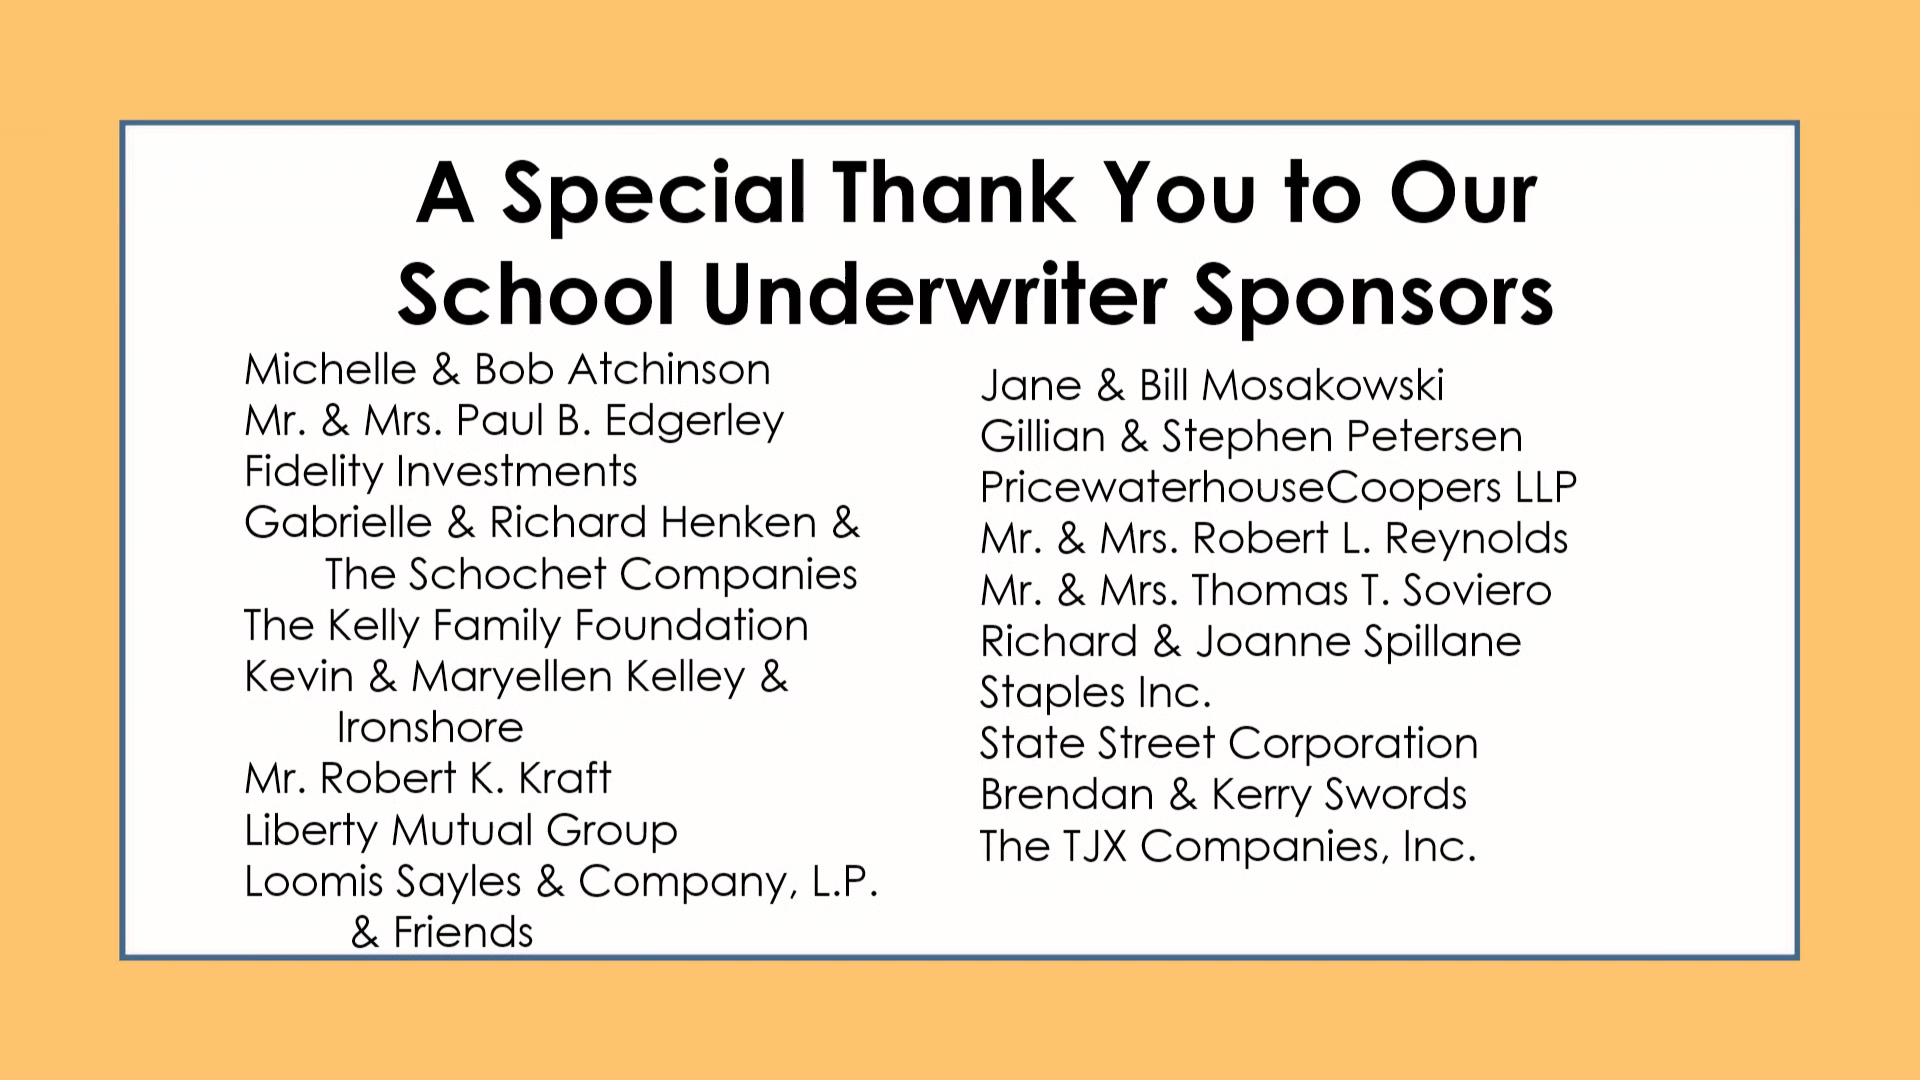 A Special Thank You to Our
School Underwriter Sponsors
Michelle & Bob Atchinson
Mr. & Mrs. Paul B. Edgerley
Fidelity Investments
Gabrielle & Richard Henken &
The Schochet Companies
The Kelly Family Foundation
Kevin & Maryellen Kelley &
Ironshore
Mr. Robert K. Kraft
Liberty Mutual Group
Loomis Sayles & Company, L.P.
& Friends
Jane & Bill Mosakowski
Gillian & Stephen Petersen
PricewaterhouseCoopers LLP
Mr. & Mrs. Robert L. Reynolds
Mr. & Mrs. Thomas T. Soviero
Richard & Joanne Spillane
Staples Inc.
State Street Corporation
Brendan & Kerry Swords
The TJX Companies, Inc.